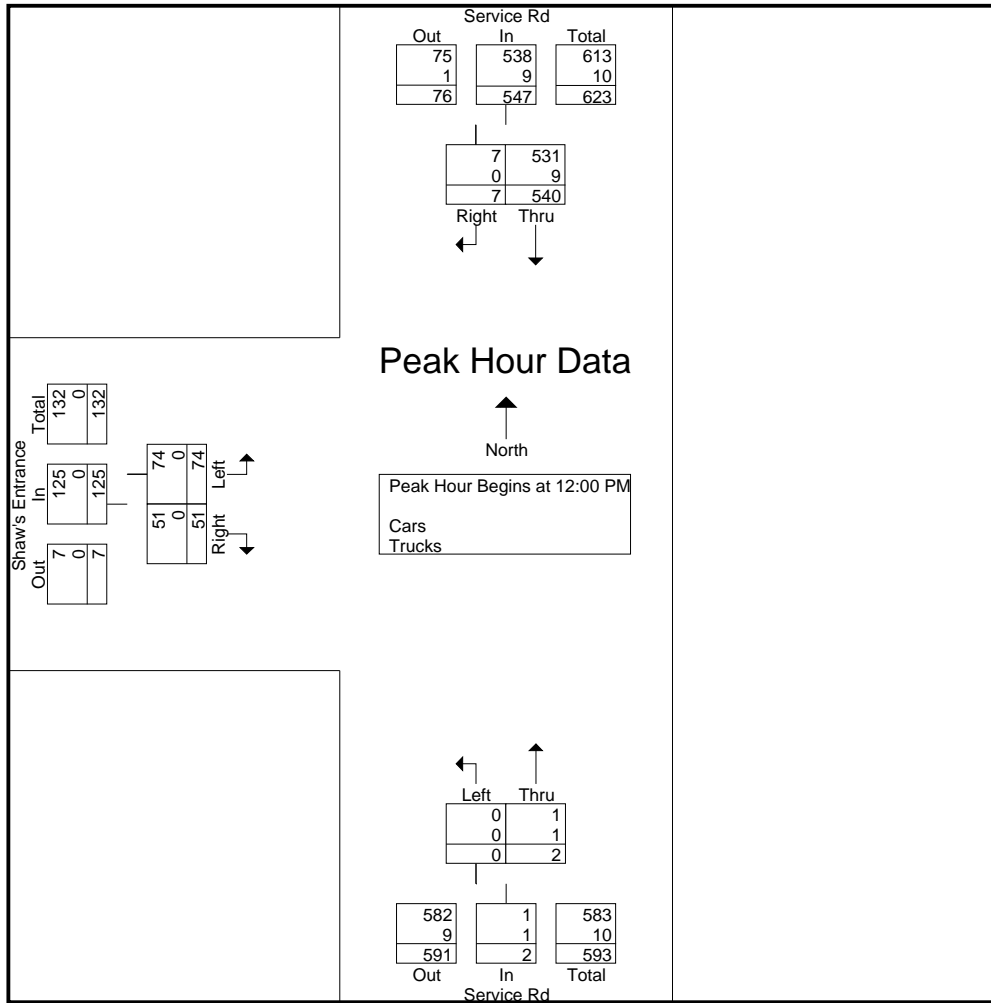 Service Rd
Out In Total
75 538 613
1 9 10
76 547 623
7 531
0 9
7 540
Right Thru
Peak Hour Data
North
Peak Hour Begins at 12:00 PM
Cars
Trucks
Shaw's Entrance
Total
132 0 132
In
125 0 125
Out
7 0 7
74 0 74
Left
51 0 51
Right
Left Thru
0 1
0 1
0 2
582 1 583
9 1 10
591 2 593
Out In Total
Service Rd